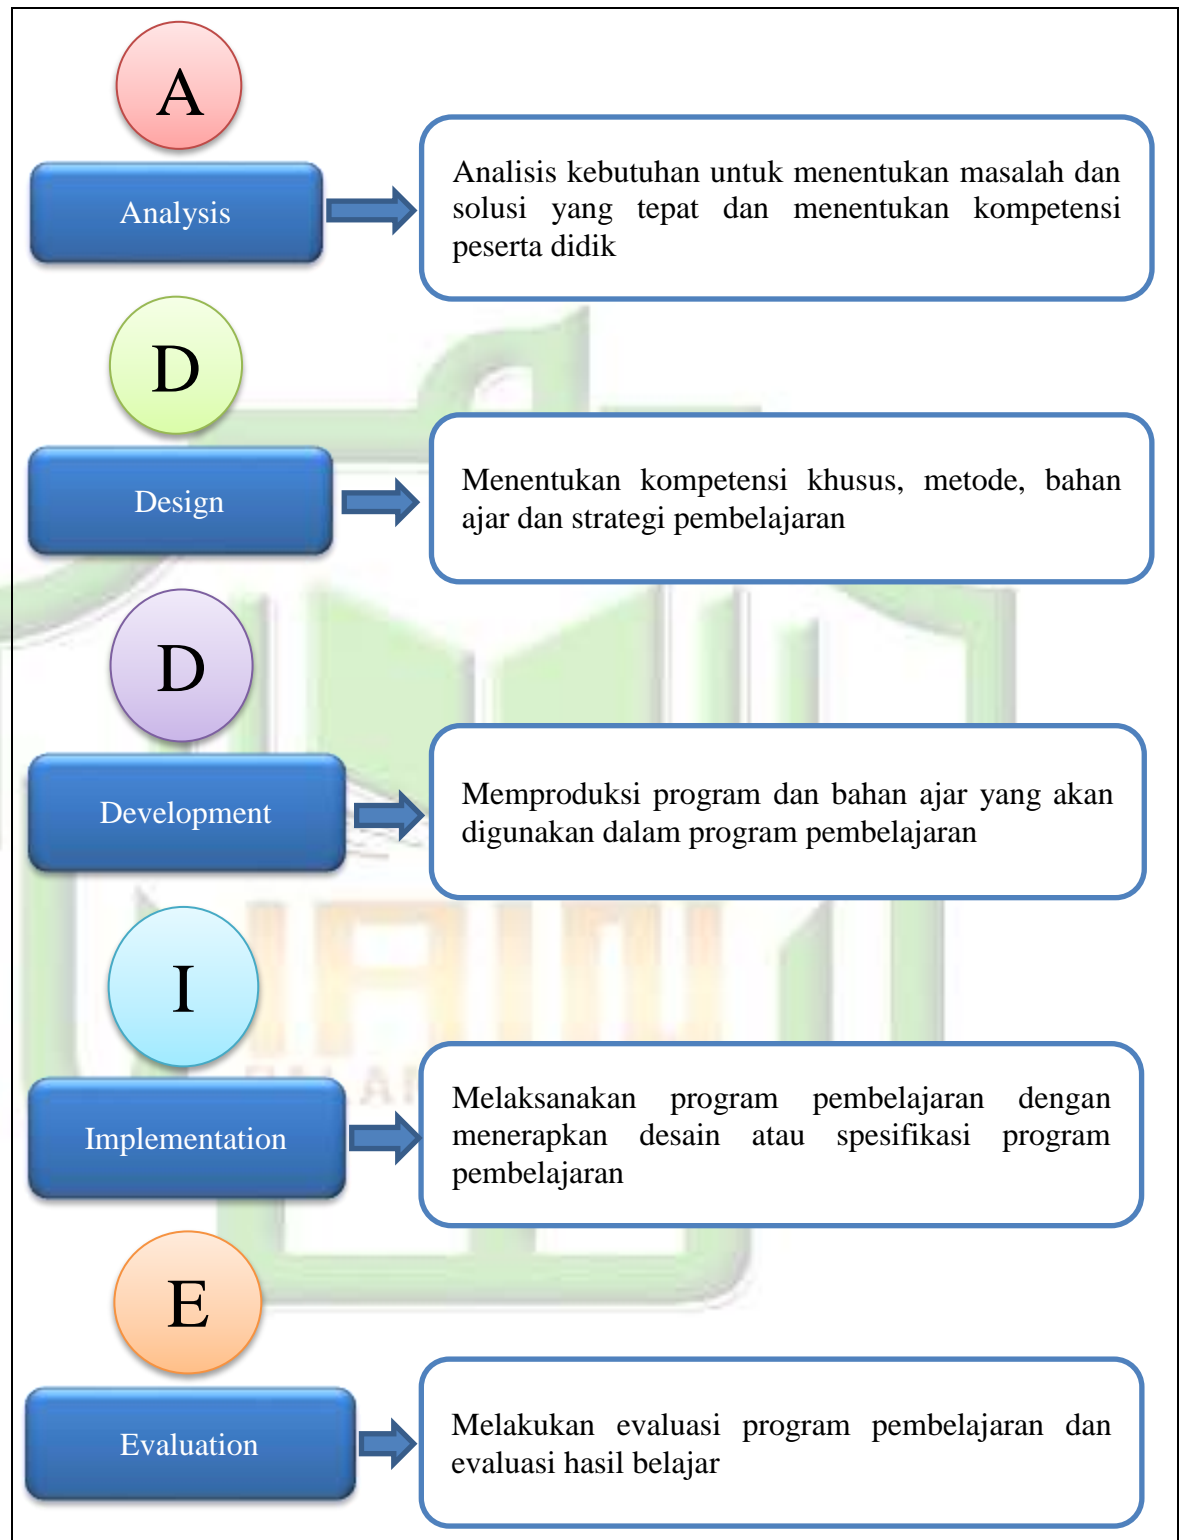 A
Analysis
Analisis kebutuhan untuk menentukan masalah dan
solusi yang tepat dan menentukan kompetensi
peserta didik
D
Design
Menentukan kompetensi khusus, metode, bahan
ajar dan strategi pembelajaran
D
Development
Memproduksi program dan bahan ajar yang akan
digunakan dalam program pembelajaran
IAIN
I
Implementation
Melaksanakan program pembelajaran dengan
menerapkan desain atau spesifikasi program
pembelajaran
E
Evaluation
Melakukan evaluasi program pembelajaran dan
evaluasi hasil belajar